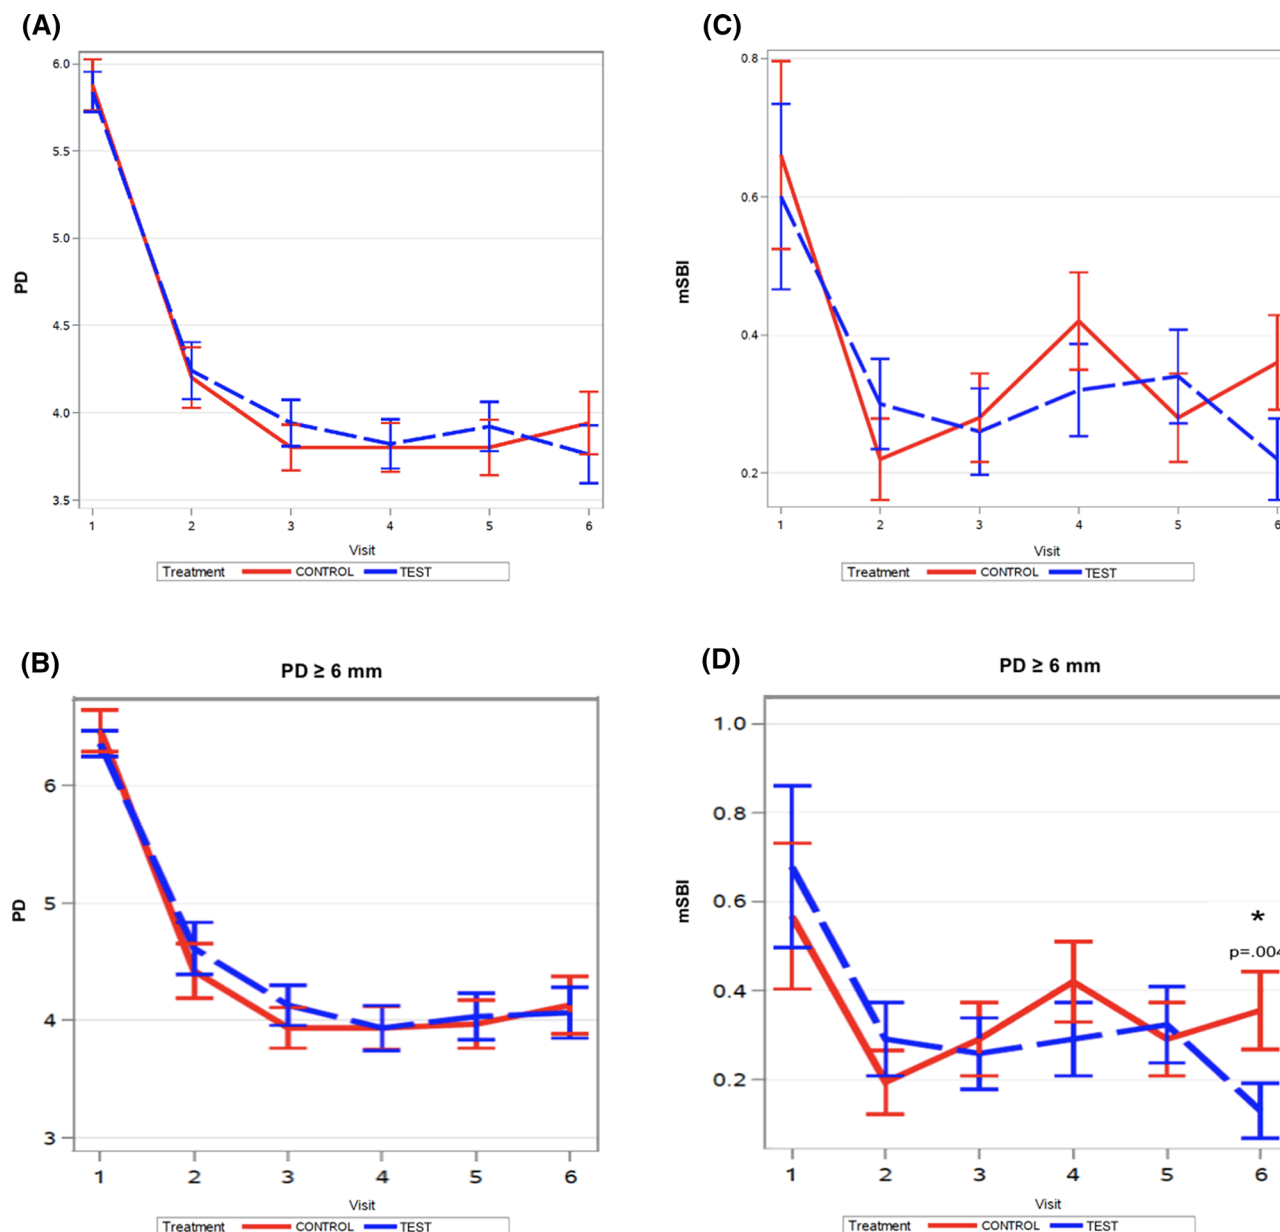 (A)
PD
6.0
5.5
5.0
4.5
4.0
3.5
1 2 3 4 5 6
Visit
Treatment CONTROL TEST
(C)
mSBI
0.8
0.6
0.4
0.2
1 2 3 4 5 6
Visit
Treatment CONTROL TEST
(B)
PD ≥ 6 mm
PD
6
5
4
3
1 2 3 4 5 6
Visit
Treatment CONTROL TEST
(D)
PD ≥ 6 mm
mSBI
1.0
0.8
0.6
0.4
0.2
*
p=.004
1 2 3 4 5 6
Visit
Treatment CONTROL TEST